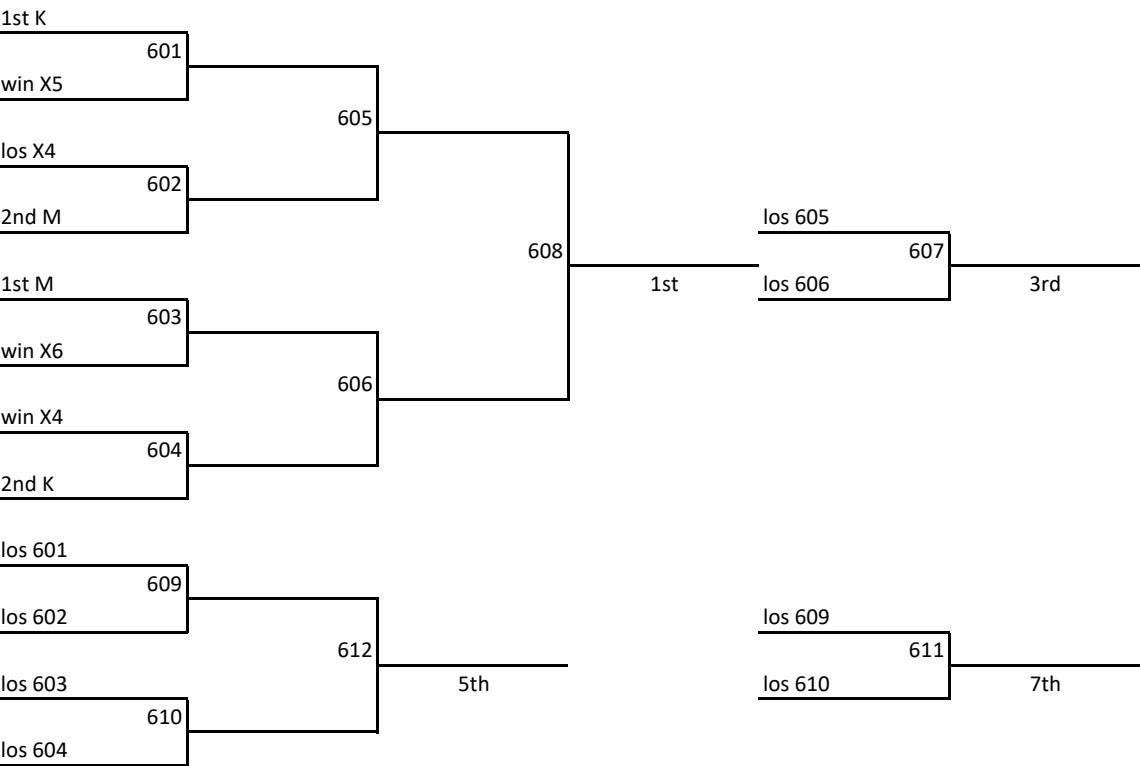 1st K
601
win X5
605
los X4
602
2nd M
los 605
608
607
1st M
1st
los 606
3rd
603
win X6
606
win X4
604
2nd K
los 601
609
los 602
los 609
612
611
los 603
5th
los 610
7th
610
los 604